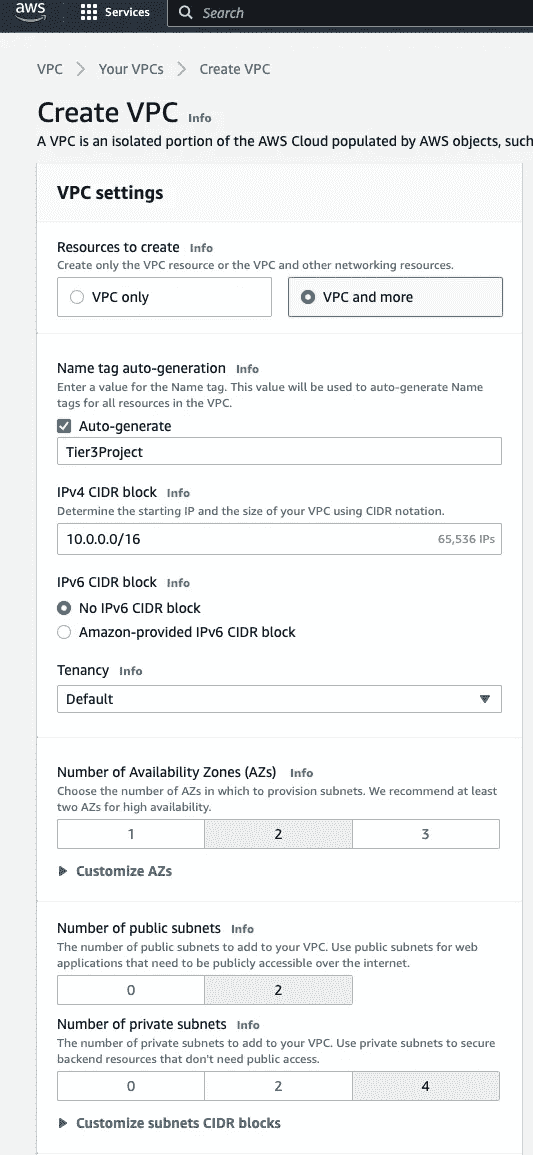 aws Services Search
VPC > Your VPCs > Create VPC
Create VPC Info
A VPC is an isolated portion of the AWS Cloud populated by AWS objects, such
VPC settings
Resources to create Info
Create only the VPC resource or the VPC and other networking resources.
VPC only VPC and more
Name tag auto-generation Info
Enter a value for the Name tag. This value will be used to auto-generate Name
tags for all resources in the VPC.
Auto-generate
Tier3Project
IPv4 CIDR block Info
Determine the starting IP and the size of your VPC using CIDR notation.
10.0.0.0/16 65,536 IPs
IPv6 CIDR block Info
No IPv6 CIDR block
Amazon-provided IPv6 CIDR block
Tenancy Info
Default
Number of Availability Zones (AZs) Info
Choose the number of AZs in which to provision subnets. We recommend at least
two AZs for high availability.
1 2 3
Customize AZs
Number of public subnets Info
The number of public subnets to add to your VPC. Use public subnets for web
applications that need to be publicly accessible over the internet.
0 2
Number of private subnets Info
The number of private subnets to add to your VPC. Use private subnets to secure
backend resources that don't need public access.
0 2 4
Customize subnets CIDR blocks